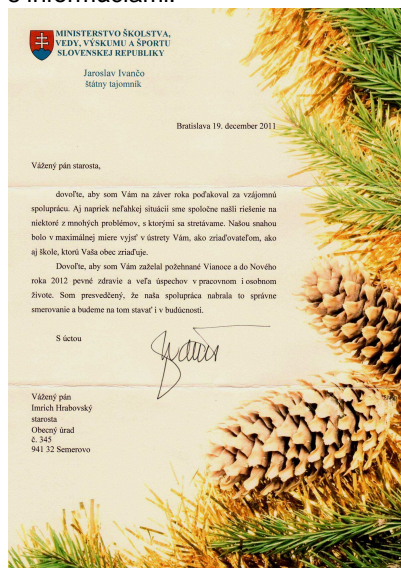 s informáciami.
MINISTERSTVO ŠKOLSTVA,
VEDY, VÝSKUMU A ŠPORTU
SLOVENSKEJ REPUBLIKY
Jaroslav Ivančo
štátny tajomník
Bratislava 19. december 2011
Vážený pán starosta,
dovoľte, aby som Vám na záver roka poďakoval za vzájomnú
spoluprácu. Aj napriek neľahkej situácii sme spoločne našli riešenie na
niektoré z mnohých problémov, s ktorými sa stretávame. Našou snahou
bolo v maximálnej miere vyjsť v ústrety Vám, ako zriaďovateľom, ako
aj škole, ktorú Vaša obec zriaďuje.
Dovoľte, aby som Vám zaželal požehnané Vianoce a do Nového
roka 2012 pevné zdravie a veľa úspechov v pracovnom i osobnom
živote. Som presvedčený, že naša spolupráca nabrala to správne
smerovanie a budeme na tom stavať i v budúcnosti.
S úctou
Vážený pán
Imrich Hrabovský
starosta
Obecný úrad
č. 345
941 32 Semerovo